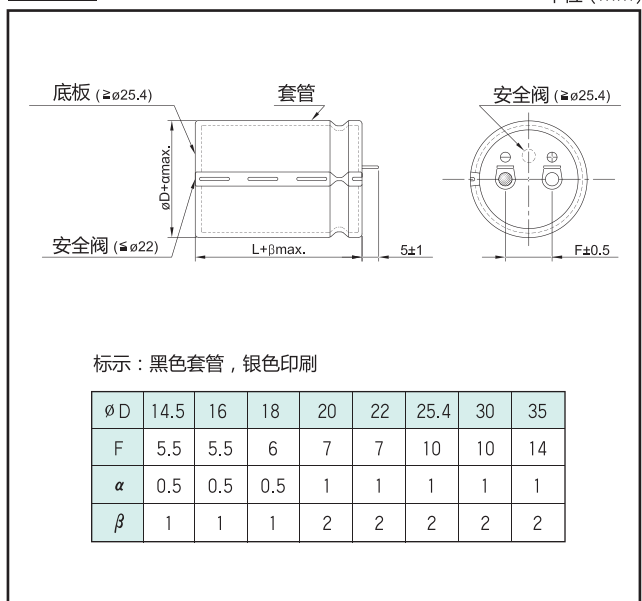 底板 (≧ø25.4)
套管
安全阀 (≧ø25.4)
øD+αmax.
安全阀 (≦ø22)
L+βmax.
5±1
F±0.5
标示：黑色套管，银色印刷
øD 14.5 16 18 20 22 25.4 30 35
F 5.5 5.5 6 7 7 10 10 14
α 0.5 0.5 0.5 1 1 1 1 1
β 1 1 1 2 2 2 2 2